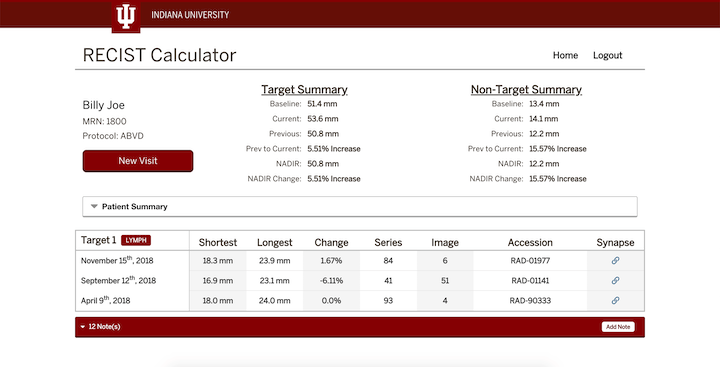 INDIANA UNIVERSITY
RECIST Calculator
Home Logout
Billy Joe
MRN: 1800
Protocol: ABVD
New Visit
Target Summary
Baseline: 51.4 mm
Current: 53.6 mm
Previous: 50.8 mm
Prev to Current: 5.51% Increase
NADIR: 50.8 mm
NADIR Change: 5.51% Increase
Non-Target Summary
Baseline: 13.4 mm
Current: 14.1 mm
Previous: 12.2 mm
Prev to Current: 15.57% Increase
NADIR: 12.2 mm
NADIR Change: 15.57% Increase
Patient Summary
Target 1 LYMPH Shortest Longest Change Series Image Accession Synapse
November 15th, 2018 18.3 mm 23.9 mm 1.67% 84 6 RAD-01977
September 12th, 2018 16.9 mm 23.1 mm -6.11% 41 51 RAD-01141
April 9th, 2018 18.0 mm 24.0 mm 0.0% 93 4 RAD-90333
12 Note(s) Add Note